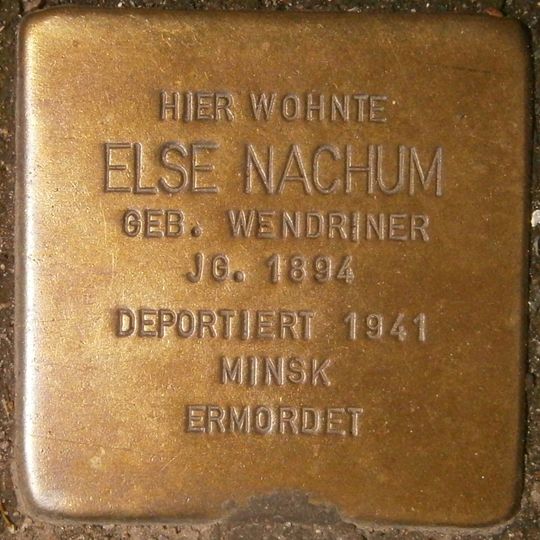 HIER WOHNTE
ELSE NACHUM
GEB. WENDRINER
JG. 1894
DEPORTIERT 1941
MINSK
ERMORDET